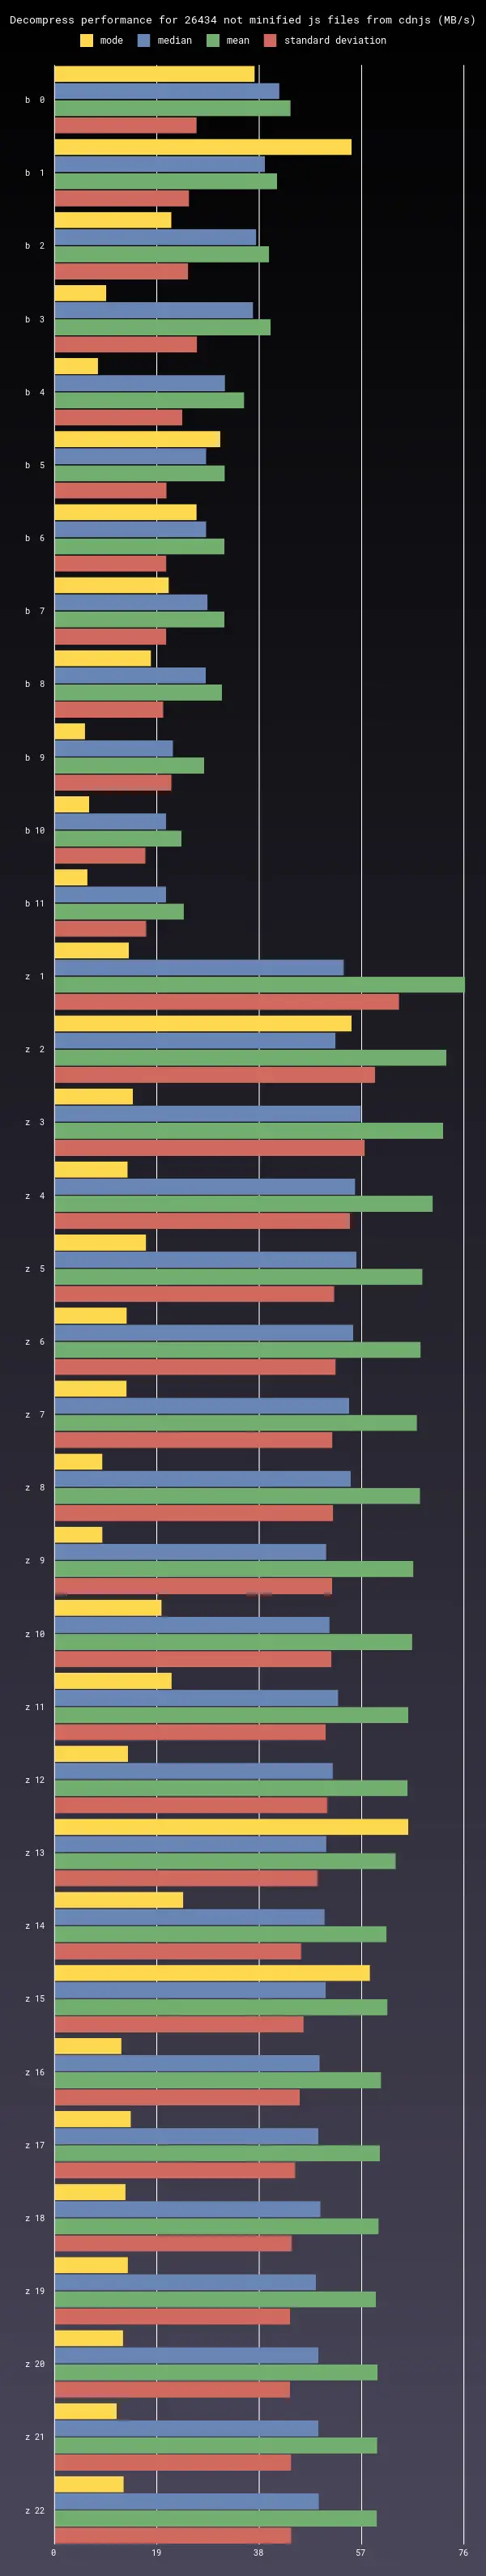 Decompress performance for 26434 not minified js files from cdnjs (MB/s)
mode median mean standard deviation
b 0
b 1
b 2
b 3
b 4
b 5
b 6
b 7
b 8
b 9
b 10
b 11
z 1
z 2
z 3
z 4
z 5
z 6
z 7
z 8
z 9
z 10
z 11
z 12
z 13
z 14
z 15
z 16
z 17
z 18
z 19
z 20
z 21
z 22
0 19 38 57 76